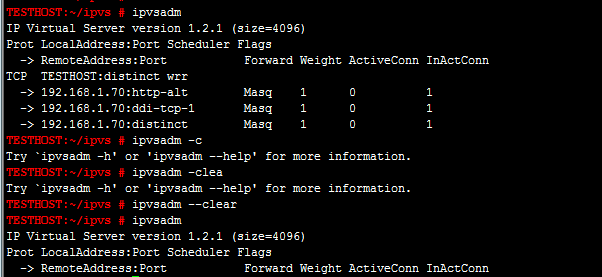 TESTHOST:~/ipvs # ipvsadm
IP Virtual Server version 1.2.1 (size=4096)
Prot LocalAddress:Port Scheduler Flags
  -> RemoteAddress:Port           Forward Weight ActiveConn InActConn
TCP  TESTHOST:distinct wrr
  -> 192.168.1.70:http-alt        Masq    1      0          1
  -> 192.168.1.70:ddi-tcp-1       Masq    1      0          1
  -> 192.168.1.70:distinct        Masq    1      0          1
TESTHOST:~/ipvs # ipvsadm -c
Try `ipvsadm -h' or 'ipvsadm --help' for more information.
TESTHOST:~/ipvs # ipvsadm -clea
Try `ipvsadm -h' or 'ipvsadm --help' for more information.
TESTHOST:~/ipvs # ipvsadm --clear
TESTHOST:~/ipvs # ipvsadm
IP Virtual Server version 1.2.1 (size=4096)
Prot LocalAddress:Port Scheduler Flags
  -> RemoteAddress:Port           Forward Weight ActiveConn InActConn